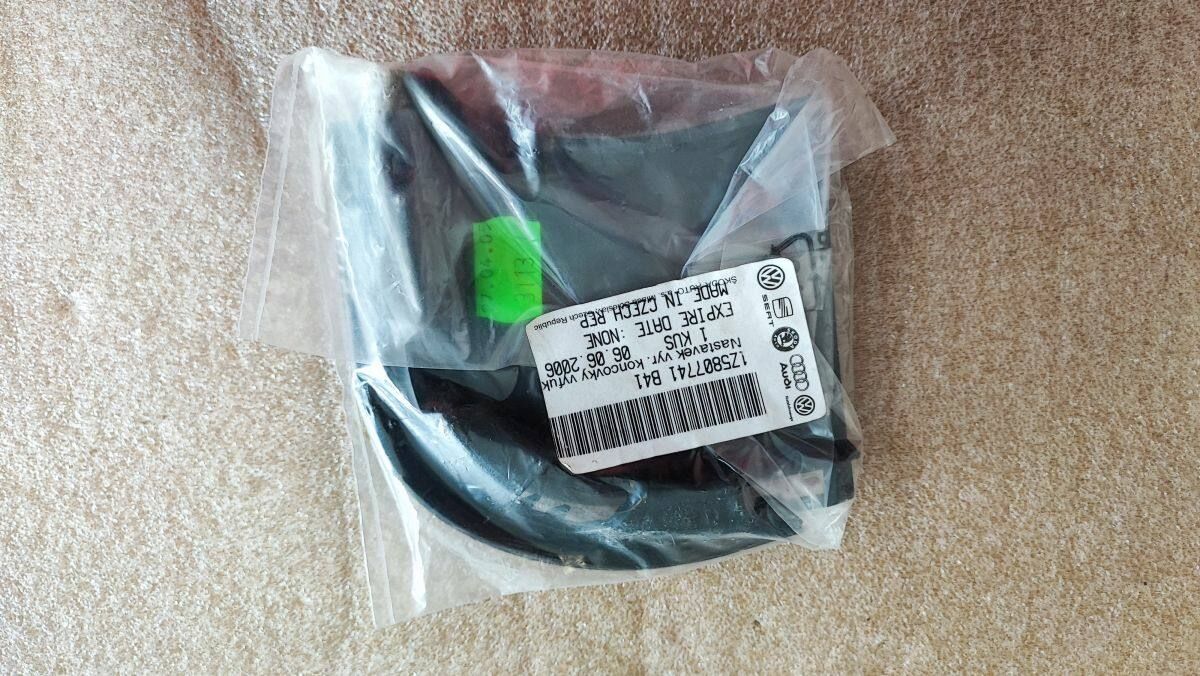 1Z5807741 B41
Nastavek vyr. koncovky vyfuk
1 KUS 06.06.2006
EXPIRE DATE :NONE
MADE IN CZECH REP
SEAT
Audi
3113